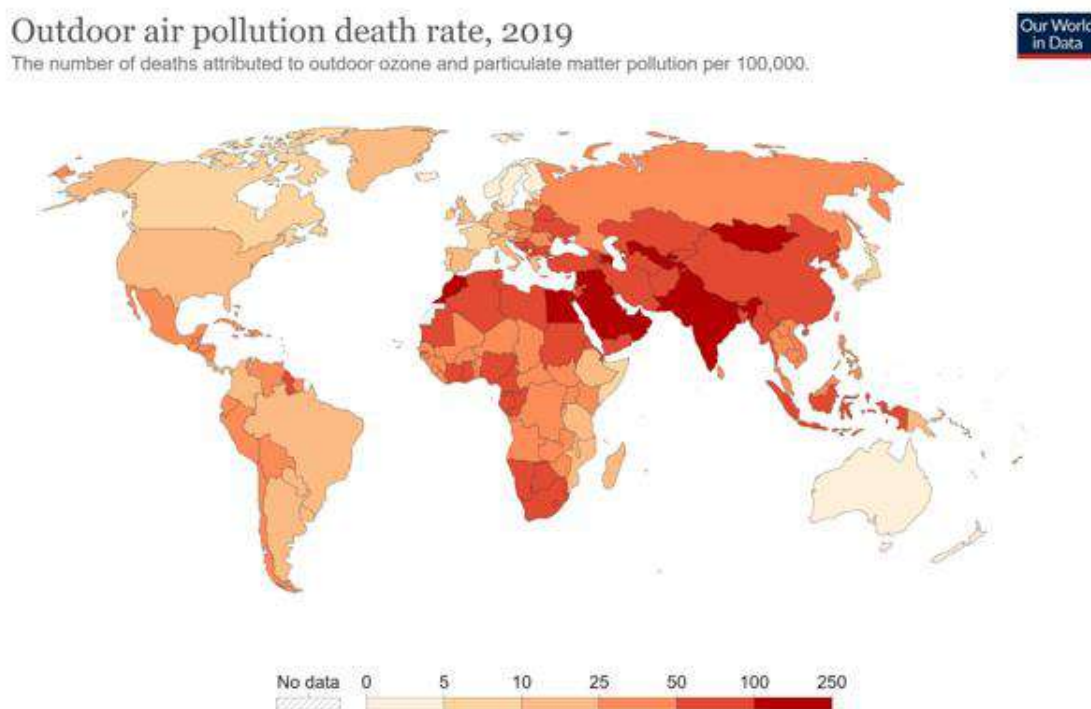 Outdoor air pollution death rate, 2019
The number of deaths attributed to outdoor ozone and particulate matter pollution per 100,000.
Our World
in Data
No data 0 5 10 25 50 100 250